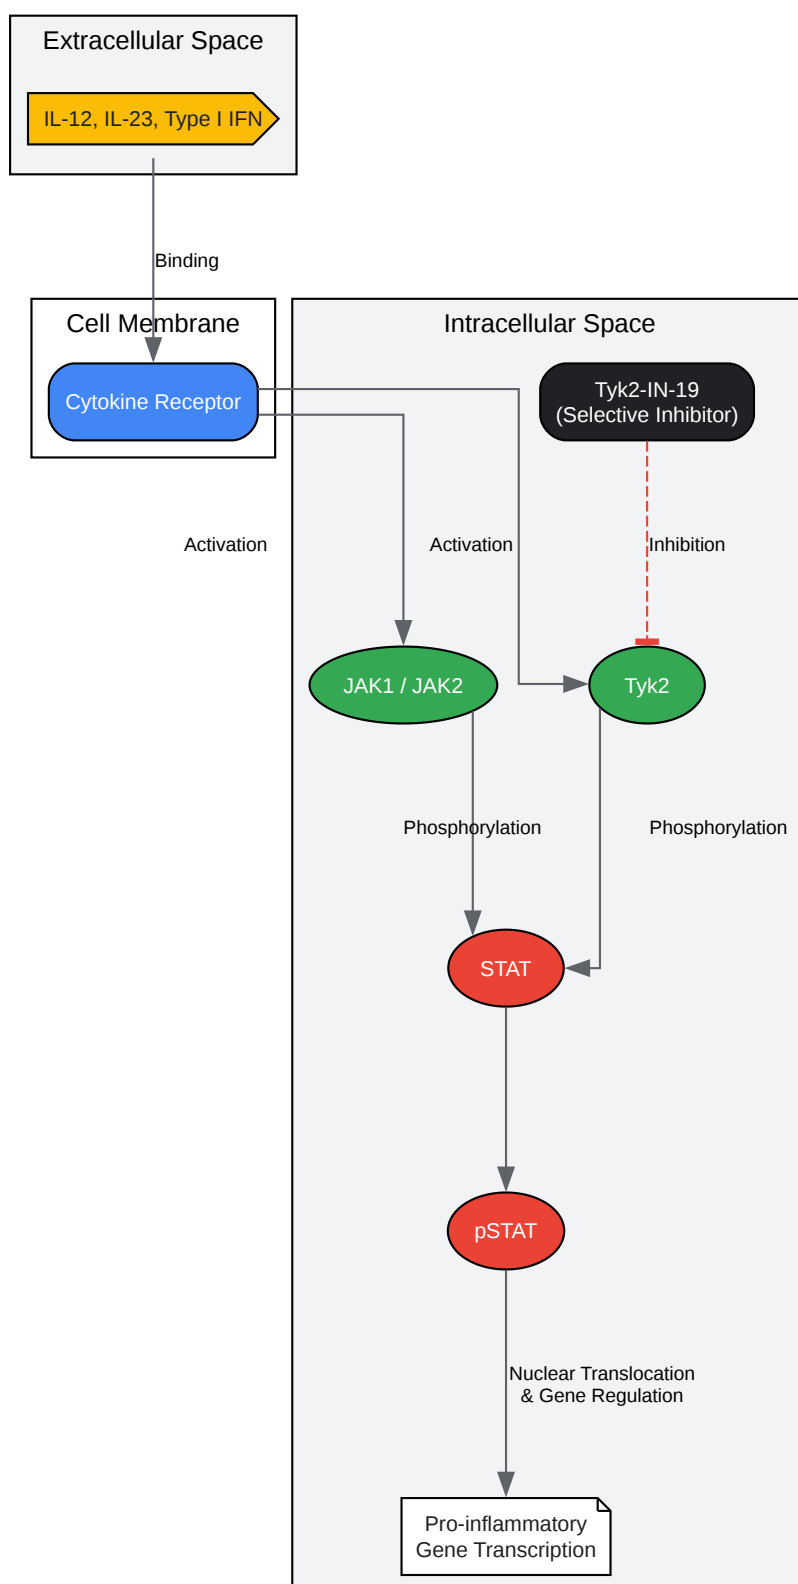 Extracellular Space
IL-12, IL-23, Type I IFN
Binding
Cell Membrane
Cytokine Receptor
Intracellular Space
Tyk2-IN-19
(Selective Inhibitor)
Activation
Activation
Inhibition
JAK1 / JAK2
Tyk2
Phosphorylation
Phosphorylation
STAT
pSTAT
Nuclear Translocation
& Gene Regulation
Pro-inflammatory
Gene Transcription